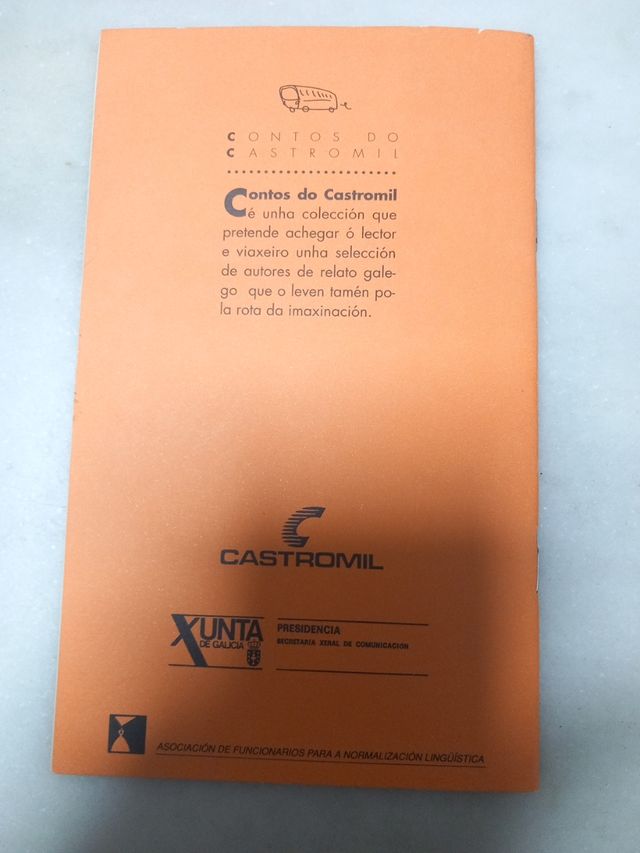 CONTOS DO
CASTROMIL
Contos do Castromil
é unha colección que
pretende achegar ó lector
e viaxeiro unha selección
de autores de relato gale-
go que o leven tamén po-
la rota da imaxinación.
CASTROMIL
XUNTA
DE GALICIA
PRESIDENCIA
SECRETARIA XERAL DE COMUNICACIÓN
ASOCIACIÓN DE FUNCIONARIOS PARA A NORMALIZACIÓN LINGÜÍSTICA